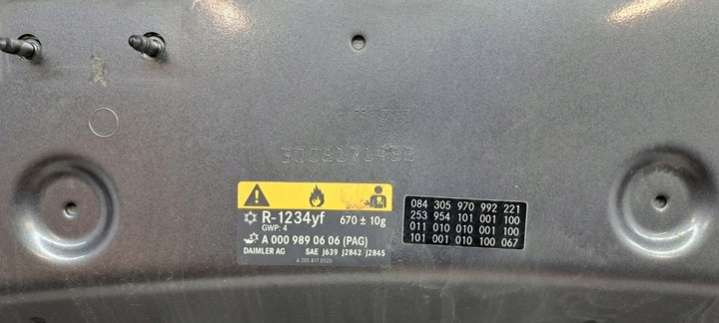 R-1234yf 670 ± 10g
GWP: 4
A 000 989 06 06 (PAG)
DAIMLER AG SAE J639 J2842 J2845
084 305 970 992 221
253 954 101 001 100
011 010 010 001 100
101 001 010 100 067